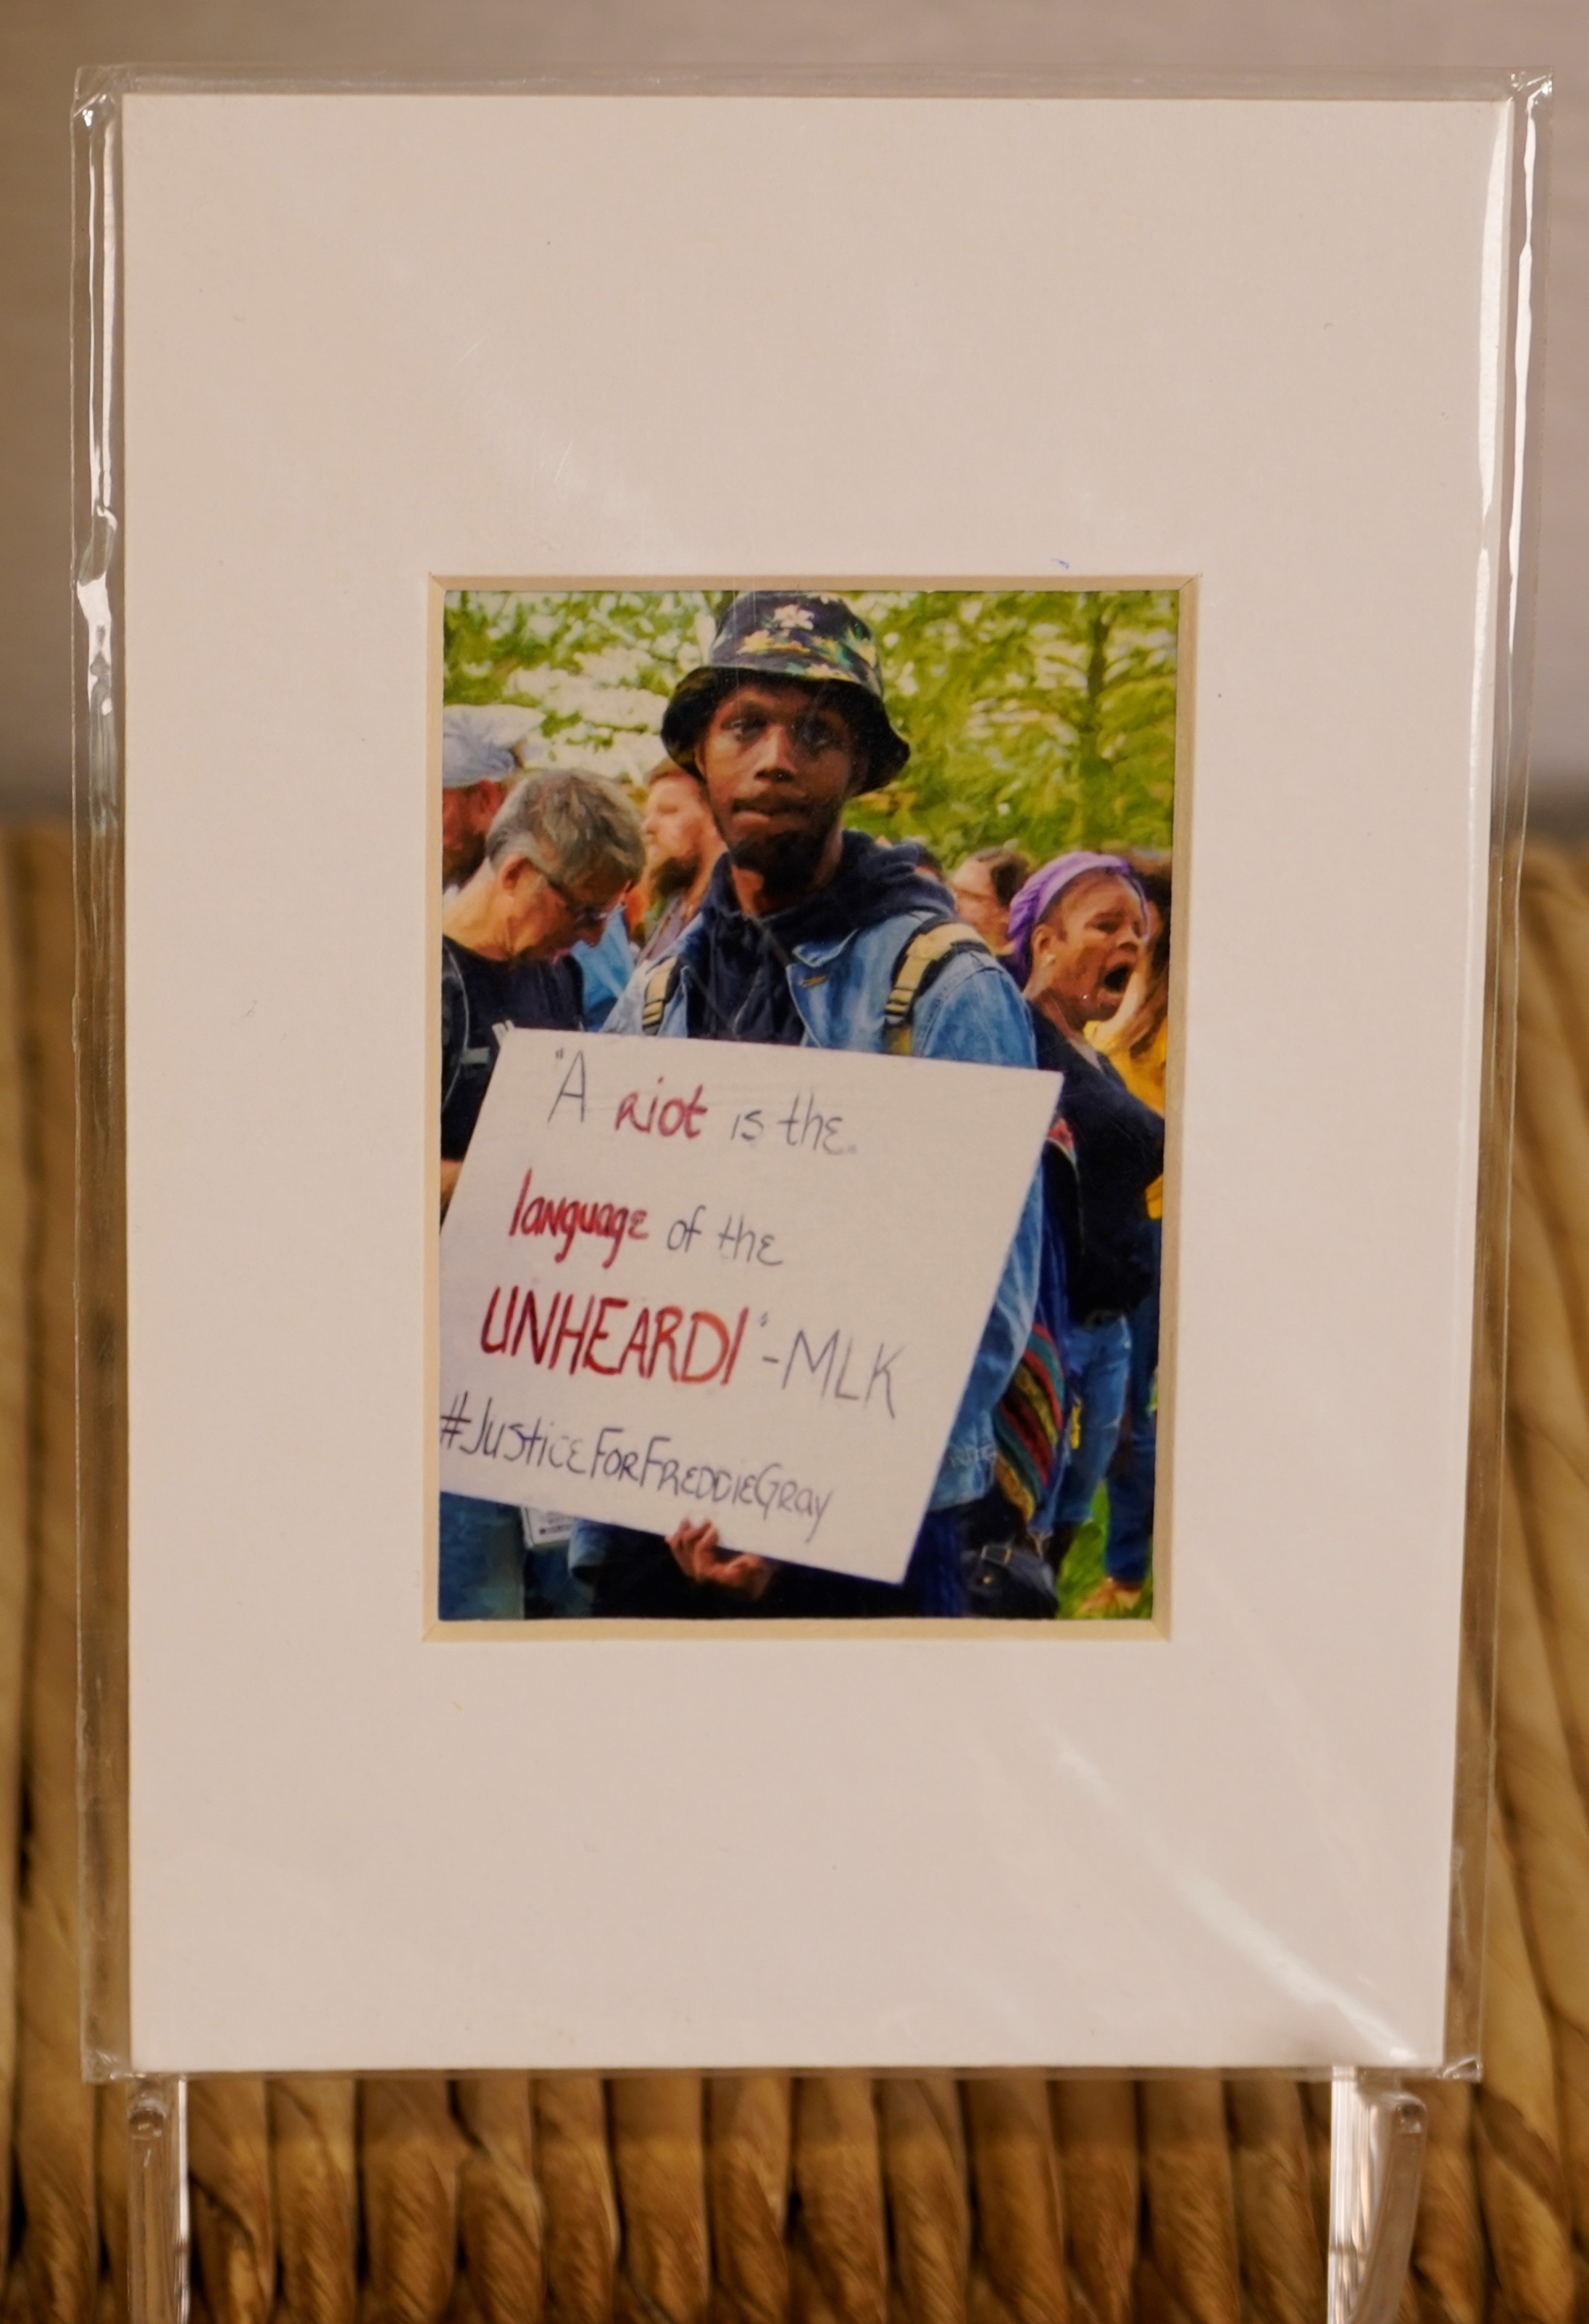 "A Riot is the
language of the
UNHEARD!"-MLK
#JusticeForFreddieGray